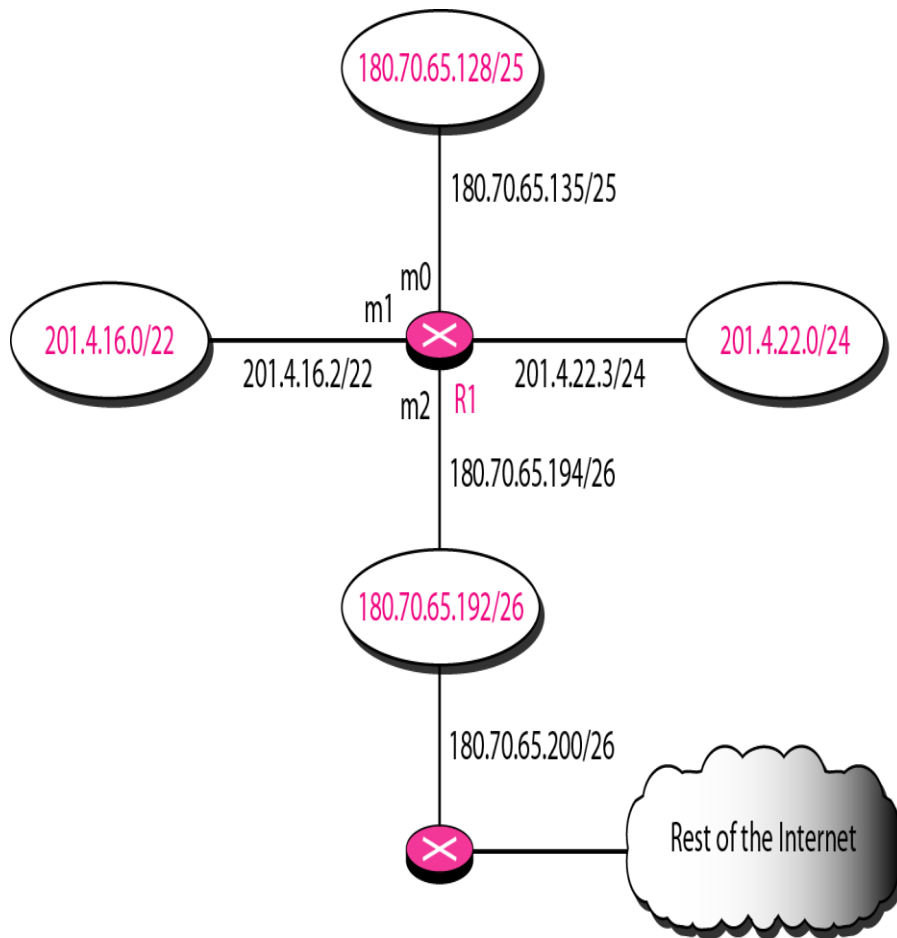 180.70.65.128/25
180.70.65.135/25
m0
m1
201.4.16.0/22
201.4.22.0/24
201.4.16.2/22
201.4.22.3/24
m2
R1
180.70.65.194/26
180.70.65.192/26
180.70.65.200/26
Rest of the Internet